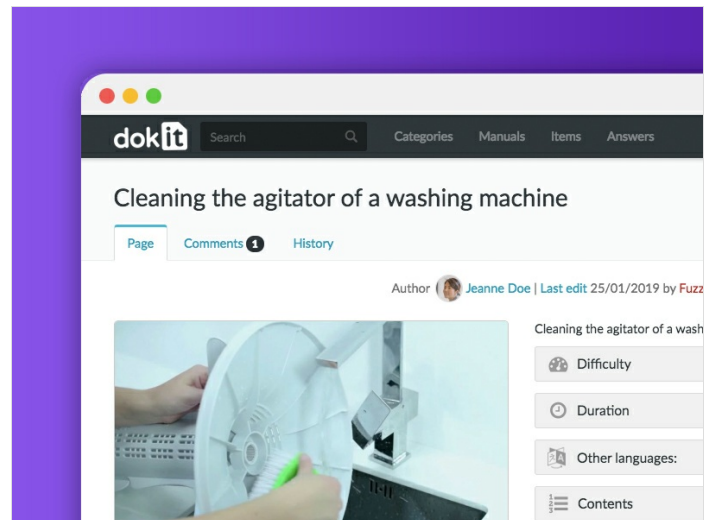 dokit Search Categories Manuals Items Answers
Cleaning the agitator of a washing machine
Page Comments 1 History
Author Jeanne Doe | Last edit 25/01/2019 by Fuzz
Cleaning the agitator of a wash
Difficulty
Duration
Other languages:
Contents